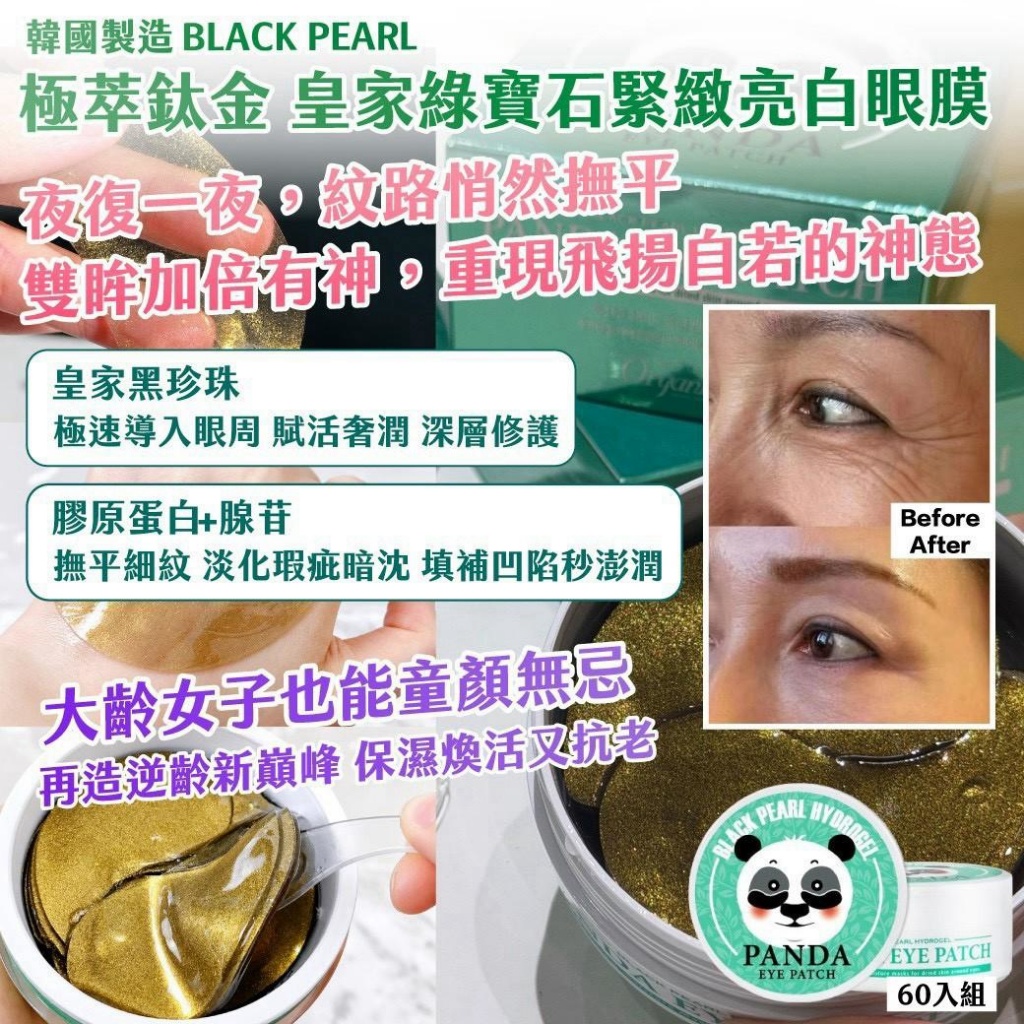 韓國製造 BLACK PEARL
極萃鈦金 皇家綠寶石緊緻亮白眼膜
夜復一夜，紋路悄然撫平
雙眸加倍有神，重現飛揚自若的神態
皇家黑珍珠
極速導入眼周 賦活奢潤 深層修護
膠原蛋白+腺苷
撫平細紋 淡化瑕疵暗沈 填補凹陷秒澎潤
Before
After
大齡女子也能童顏無忌
再造逆齡新巔峰 保濕煥活又抗老
BLACK PEARL HYDROGEL
PANDA
EYE PATCH
EARL HYDROGEL
EYE PATCH
60入組